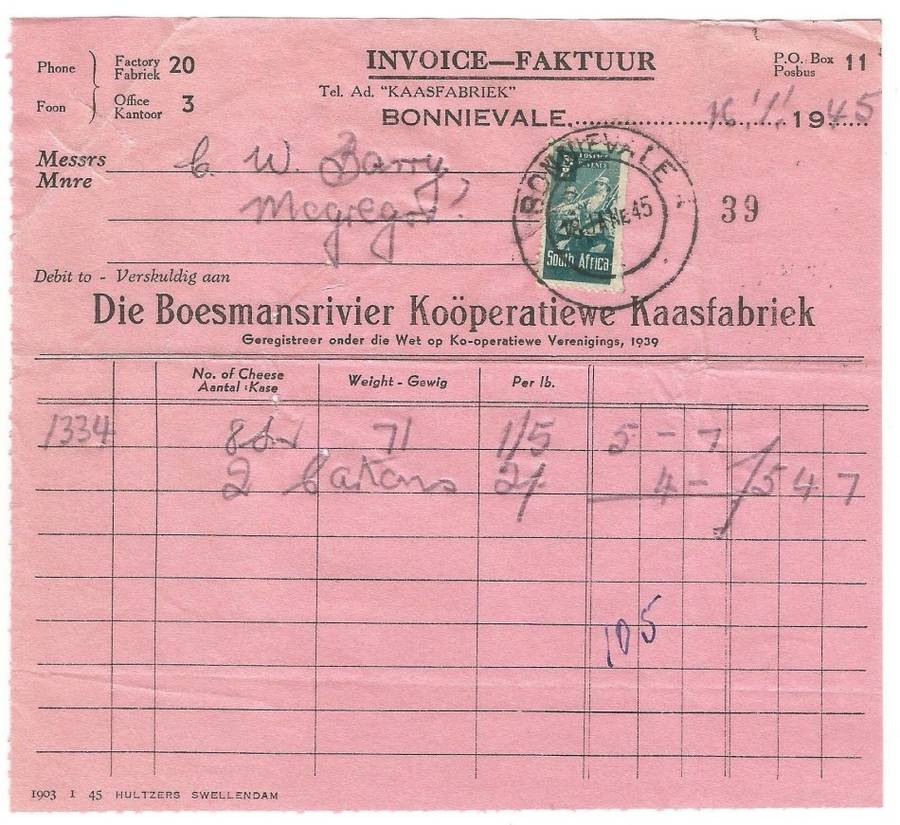 INVOICE—FAKTUUR
Phone Factory Fabriek 20
Foon Office Kantoor 3
P.O. Box Posbus 11
Tel. Ad. "KAASFABRIEK"
BONNIEVALE 16/1/ 1945
Messrs C. W. Barry
Mnre Mcgregor
BONNIEVALE
JANE 45
South Africa
39
Debit to - Verskuldig aan
Die Boesmansrivier Koöperatiewe Kaasfabriek
Geregistreer onder die Wet op Ko-operatiewe Verenigings, 1939
No. of Cheese Weight - Gewig Per lb.
Aantal Kase
1334 71 1/5 5 - 7
2 2/ 4 - 5 4 7
105
1903 1 45 HULTZERS SWELLENDAM